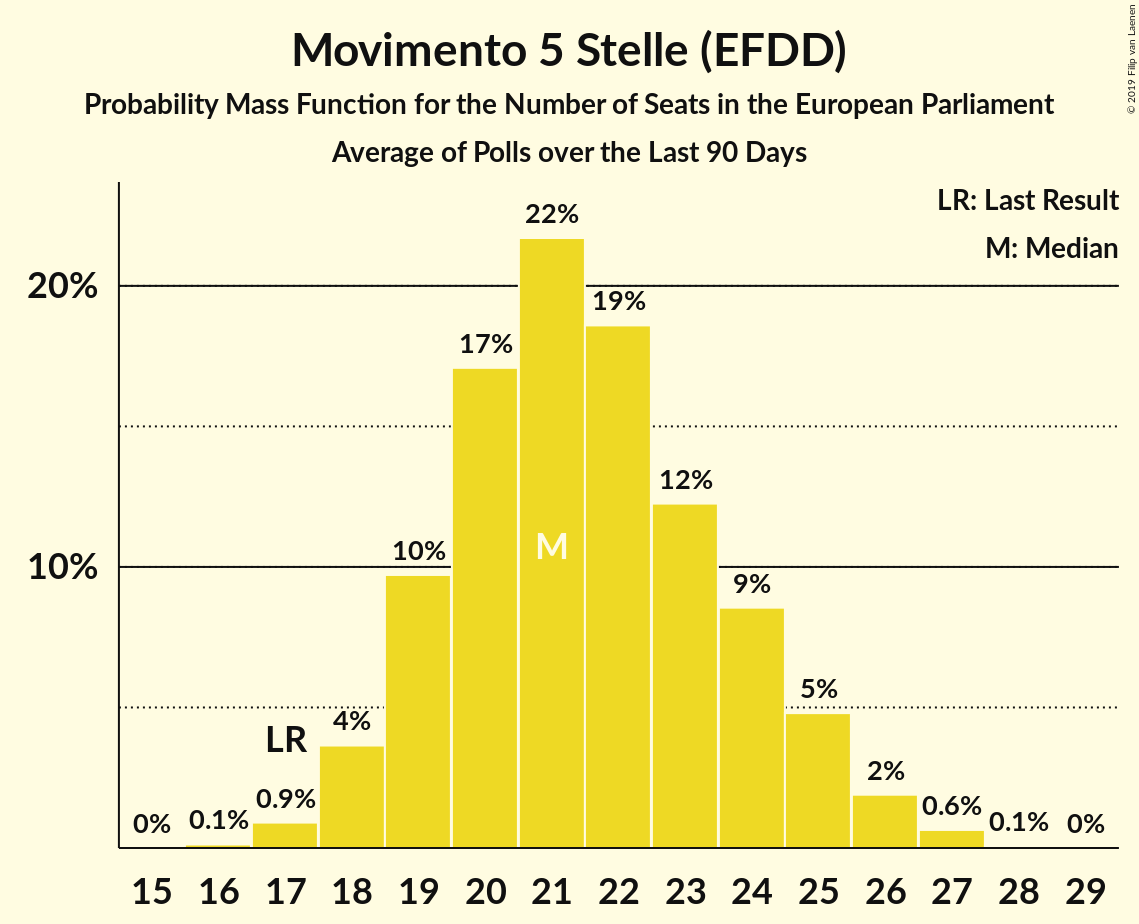 Movimento 5 Stelle (EFDD)
Probability Mass Function for the Number of Seats in the European Parliament
Average of Polls over the Last 90 Days
© 2019 Filip van Laenen
LR: Last Result
M: Median
22%
20%
19%
17%
12%
M
10%
10%
9%
5%
4%
LR
2%
0.9%
0.6%
0% 0.1% 0.1% 0%
15 16 17 18 19 20 21 22 23 24 25 26 27 28 29